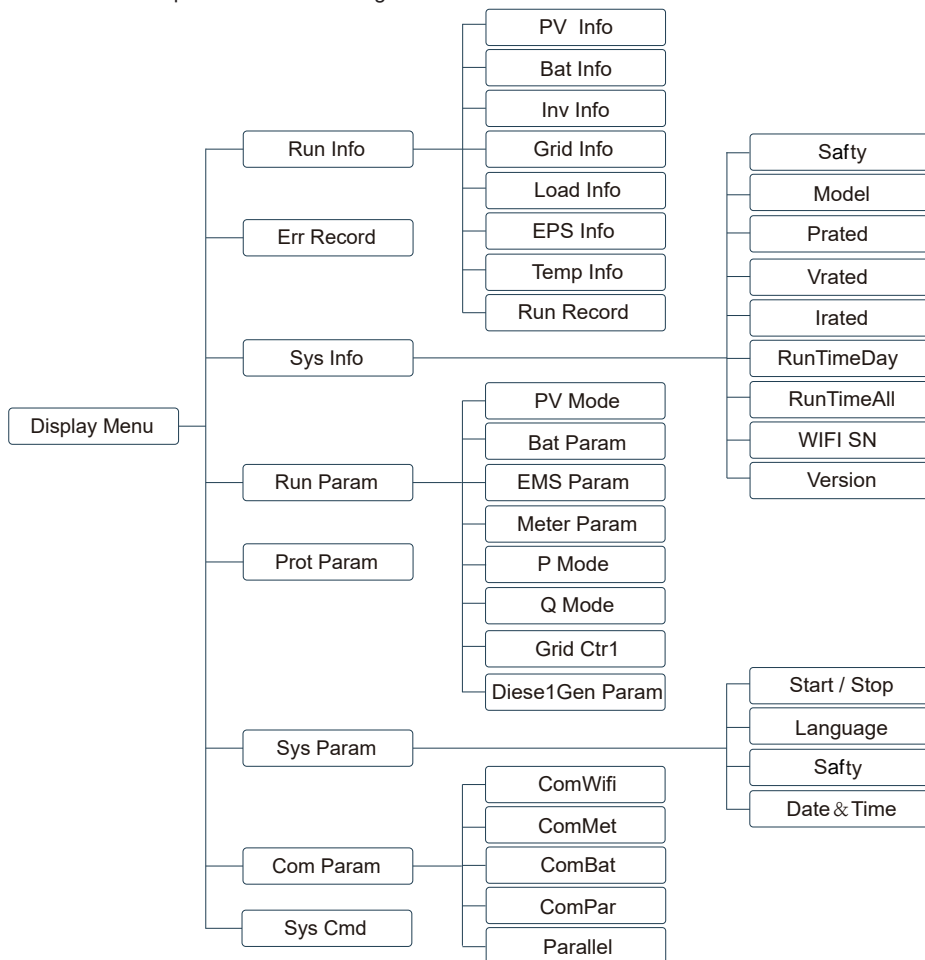 PV Info
Bat Info
Inv Info
Grid Info
Load Info
EPS Info
Temp Info
Run Record
Run Info
Err Record
Sys Info
Safty
Model
Prated
Vrated
Irated
RunTimeDay
RunTimeAll
WIFI SN
Version
Display Menu
PV Mode
Bat Param
EMS Param
Meter Param
P Mode
Q Mode
Grid Ctr1
Diese1Gen Param
Run Param
Prot Param
Sys Param
Start / Stop
Language
Safty
Date&Time
ComWifi
ComMet
ComBat
ComPar
Parallel
Com Param
Sys Cmd